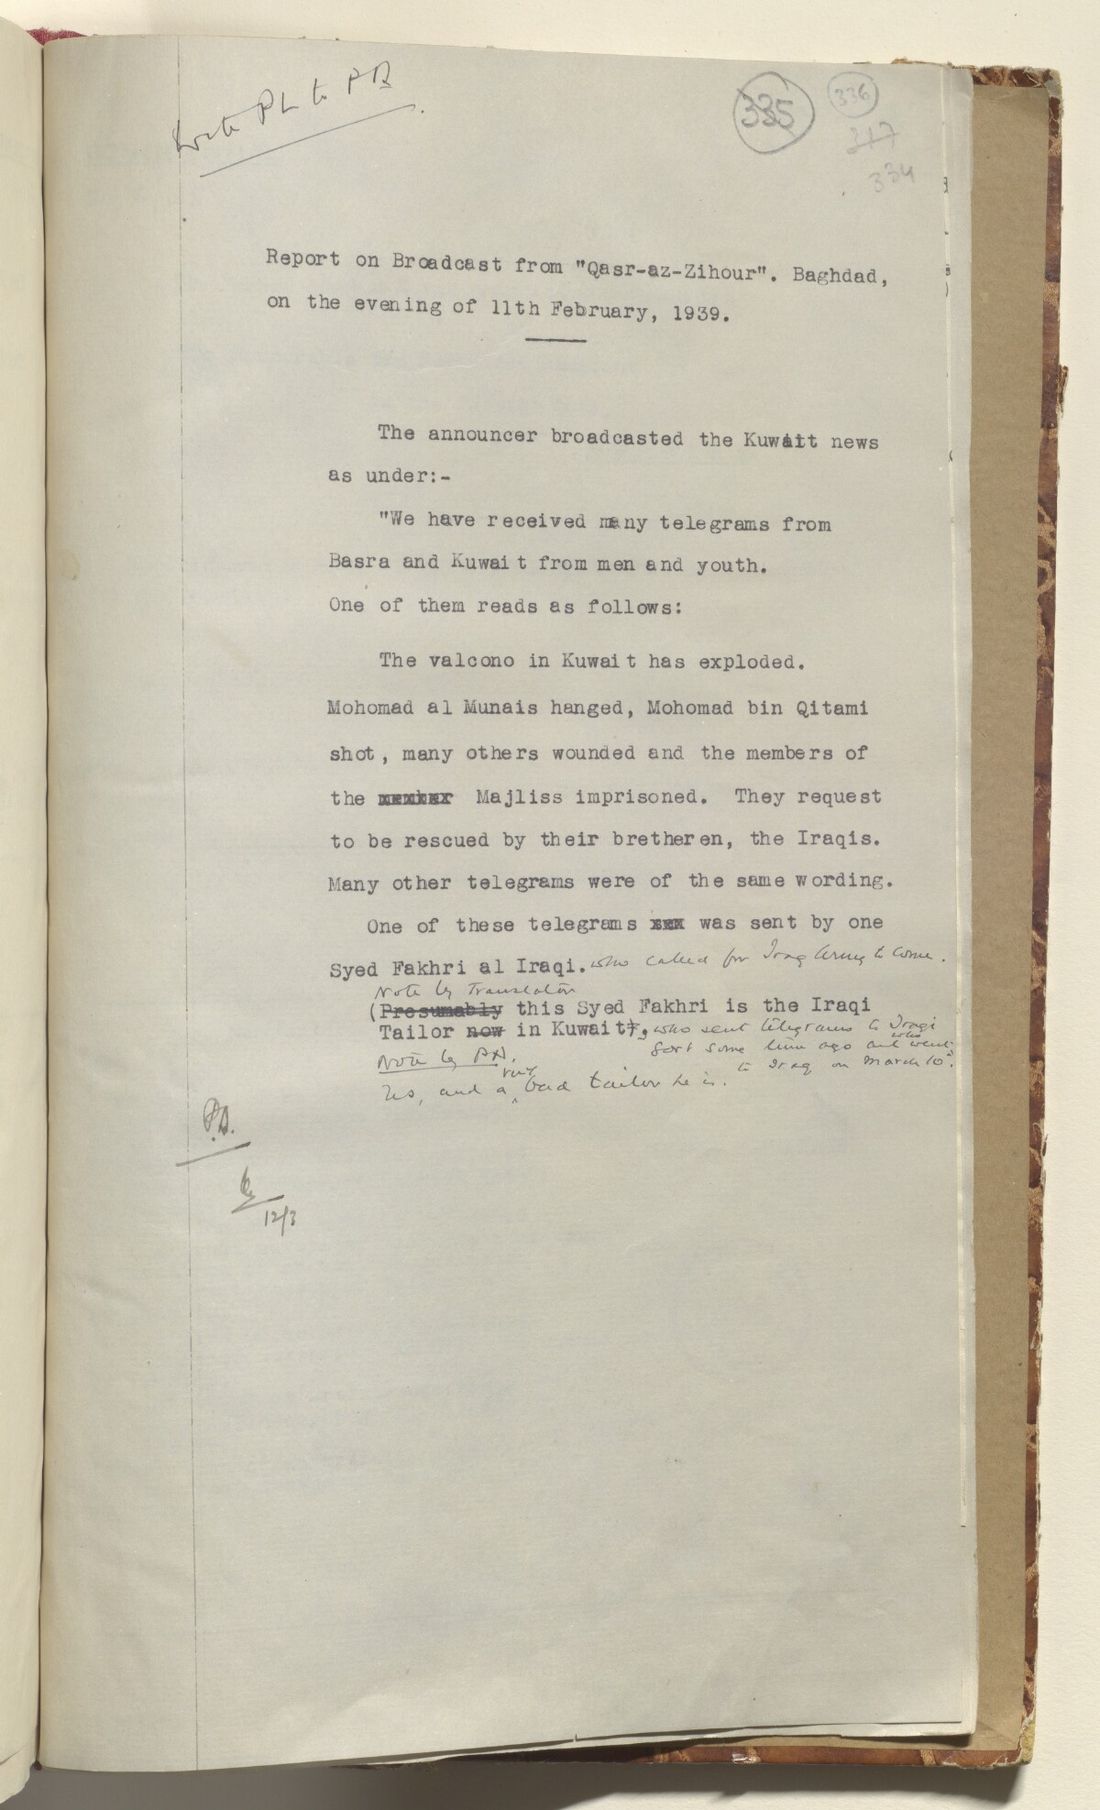 PL to PA
335
336
317
334
Report on Broadcast from "Qasr-az-Zihour". Baghdad,
on the evening of 11th February, 1939.
The announcer broadcasted the Kuwait news
as under:-
"We have received many telegrams from
Basra and Kuwait from men and youth.
One of them reads as follows:
The valcono in Kuwait has exploded.
Mohomad al Munais hanged, Mohomad bin Qitami
shot, many others wounded and the members of
the Majliss imprisoned. They request
to be rescued by their bretheren, the Iraqis.
Many other telegrams were of the same wording.
One of these telegrams was sent by one
Syed Fakhri al Iraqi. who called for Iraq Army to come.
Note by Translator
(Presumably this Syed Fakhri is the Iraqi
Tailor now in Kuwait), who sent telegrams to Iraqi
Govt some time ago and who went
to Iraq on March 10th.
Note by PA.
Yes, and a very bad tailor he is.
P.A.
12/3